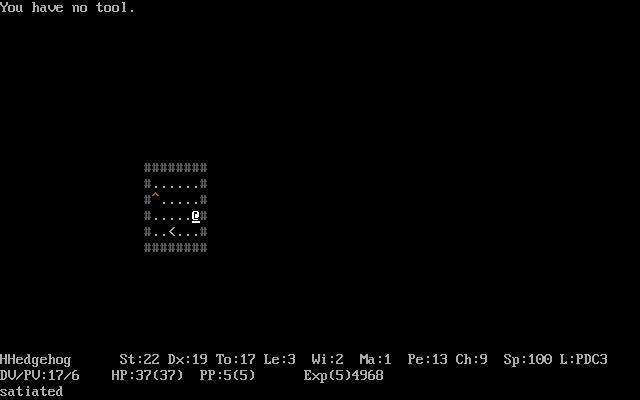 You have no tool.
########
#......#
#^.....#
#.....@#
#..<...#
########
HHedgehog St:22 Dx:19 To:17 Le:3 Wi:2 Ma:1 Pe:13 Ch:9 Sp:100 L:PDC3
DV/PV:17/6 HP:37(37) PP:5(5) Exp(5)4968
satiated